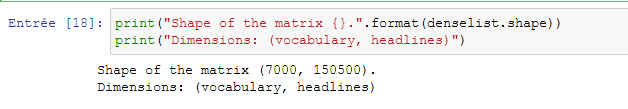 Entrée [18]: print("Shape of the matrix {}.".format(denselist.shape))
print("Dimensions: (vocabulary, headlines)")
Shape of the matrix (7000, 150500).
Dimensions: (vocabulary, headlines)